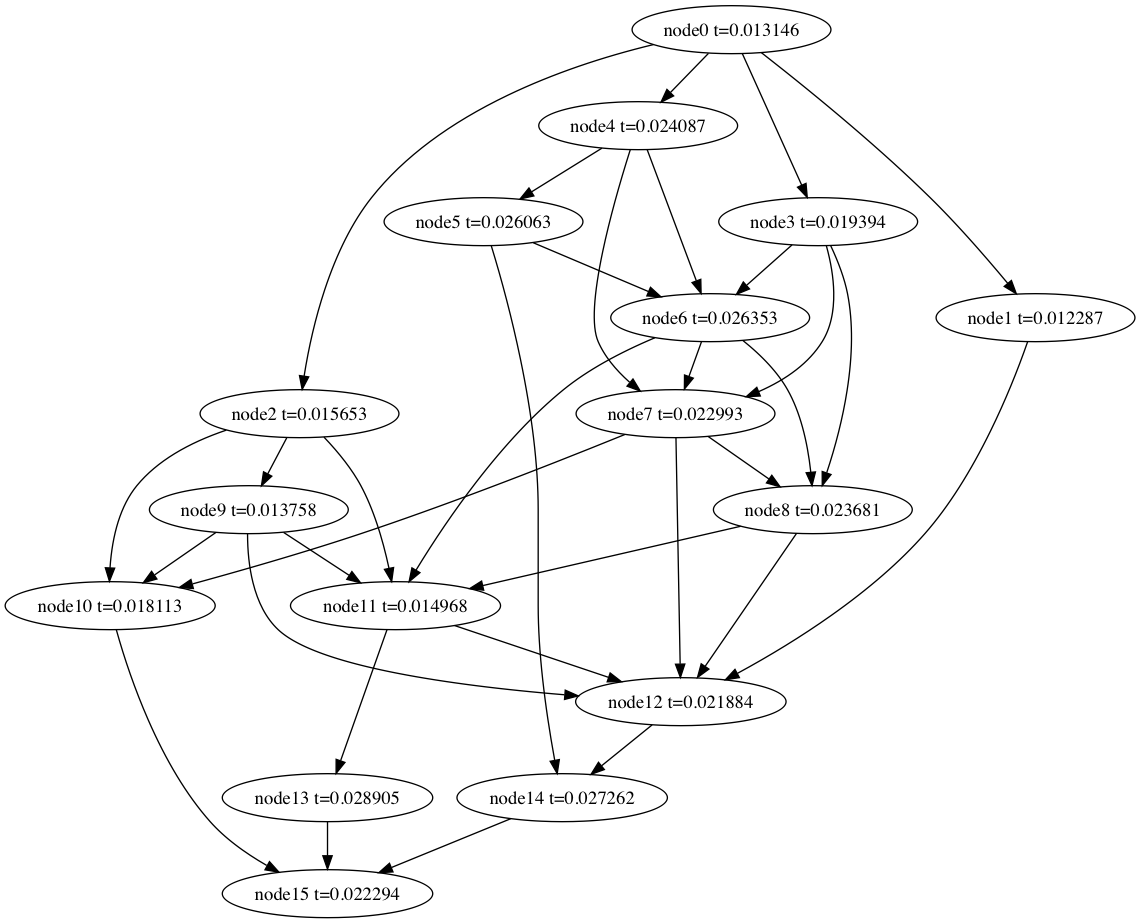 node0 t=0.013146
node4 t=0.024087
node5 t=0.026063
node3 t=0.019394
node6 t=0.026353
node1 t=0.012287
node2 t=0.015653
node7 t=0.022993
node9 t=0.013758
node8 t=0.023681
node10 t=0.018113
node11 t=0.014968
node12 t=0.021884
node13 t=0.028905
node14 t=0.027262
node15 t=0.022294